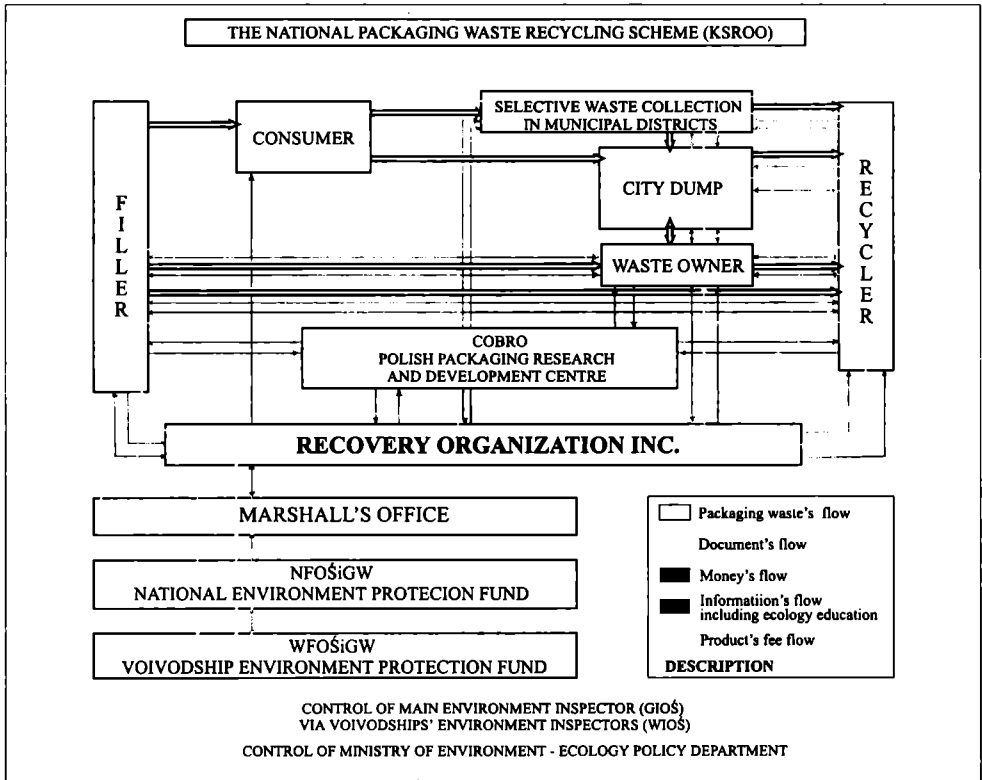 THE NATIONAL PACKAGING WASTE RECYCLING SCHEME (KSROO)
SELECTIVE WASTE COLLECTION
IN MUNICIPAL DISTRICTS
CONSUMER
CITY DUMP
FILLER
RECYCLER
WASTE OWNER
COBRO
POLISH PACKAGING RESEARCH
AND DEVELOPMENT CENTRE
RECOVERY ORGANIZATION INC.
MARSHALL'S OFFICE
NFOŚiGW
NATIONAL ENVIRONMENT PROTECION FUND
WFOŚiGW
VOIVODSHIP ENVIRONMENT PROTECTION FUND
Packaging waste's flow
Document's flow
Money's flow
Informatiion's flow
including ecology education
Product's fee flow
DESCRIPTION
CONTROL OF MAIN ENVIRONMENT INSPECTOR (GIOŚ)
VIA VOIVODSHIPS' ENVIRONMENT INSPECTORS (WIOŚ)
CONTROL OF MINISTRY OF ENVIRONMENT - ECOLOGY POLICY DEPARTMENT